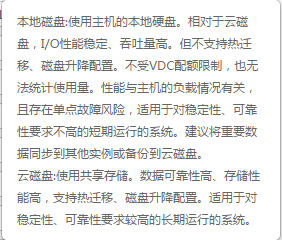 本地磁盘:使用主机的本地硬盘。相对于云磁
盘，I/O性能稳定、吞吐量高。但不支持热迁
移、磁盘升降配置。不受VDC配额限制，也无
法统计使用量。性能与主机的负载情况有关，
且存在单点故障风险，适用于对稳定性、可靠
性要求不高的短期运行的系统。建议将重要数
据同步到其他实例或备份到云磁盘。
云磁盘:使用共享存储。数据可靠性高、存储性
能高，支持热迁移、磁盘升降配置。适用于对
稳定性、可靠性要求较高的长期运行的系统。